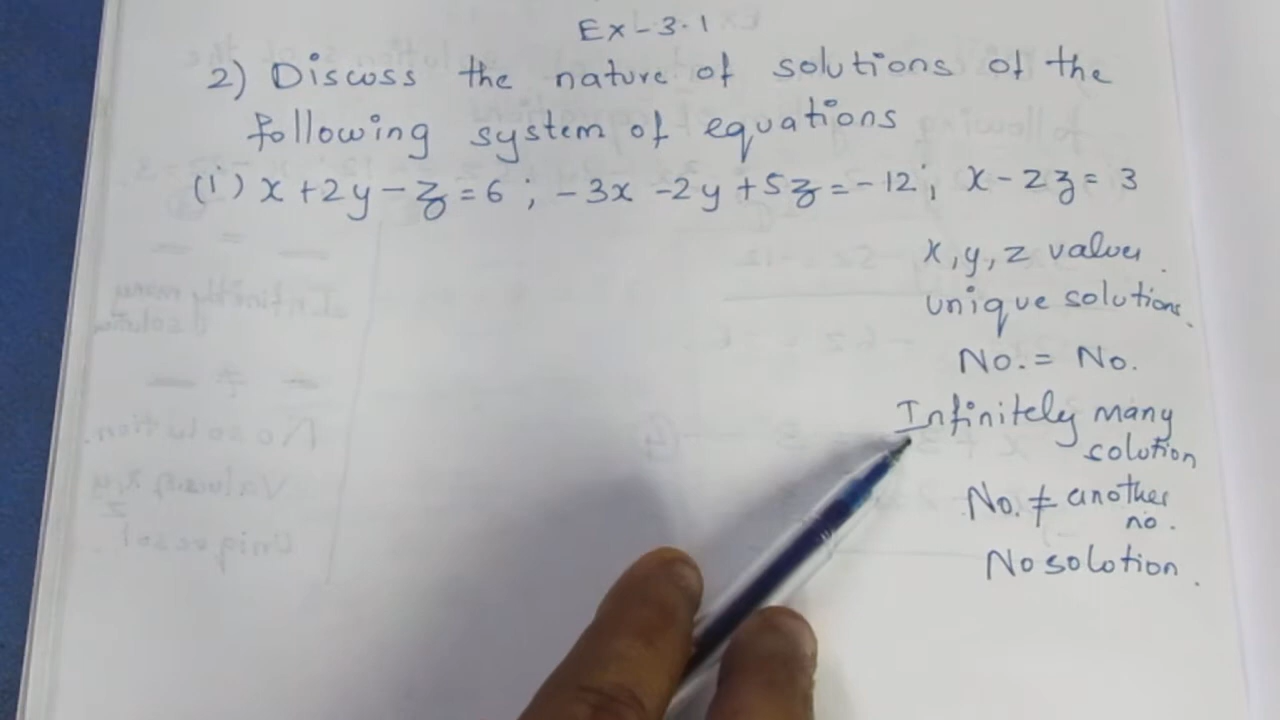 Ex-3.1
2) Discuss the nature of solutions of the
following system of equations
(i) x+2y-z=6; -3x-2y+5z=-12; x-2z=3
x, y, z values.
unique solutions.
No. = No.
Infinitely many
solution
No. ≠ another
no.
No solution.